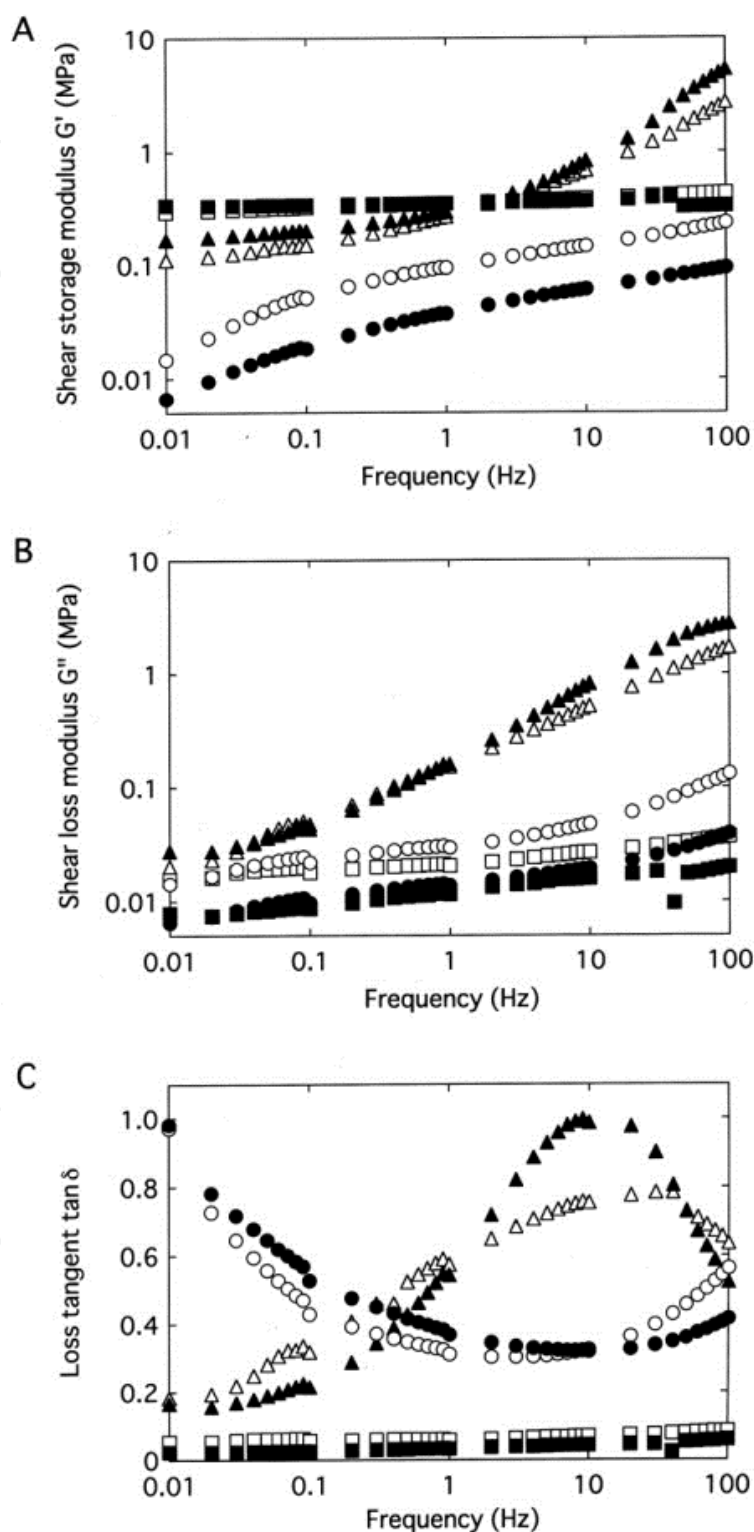 A
Shear storage modulus G' (MPa)
10
1
0.1
0.01
0.01 0.1 1 10 100
Frequency (Hz)
B
Shear loss modulus G" (MPa)
10
1
0.1
0.01
0.01 0.1 1 10 100
Frequency (Hz)
C
Loss tangent tan δ
1.0
0.8
0.6
0.4
0.2
0
0.01 0.1 1 10 100
Frequency (Hz)